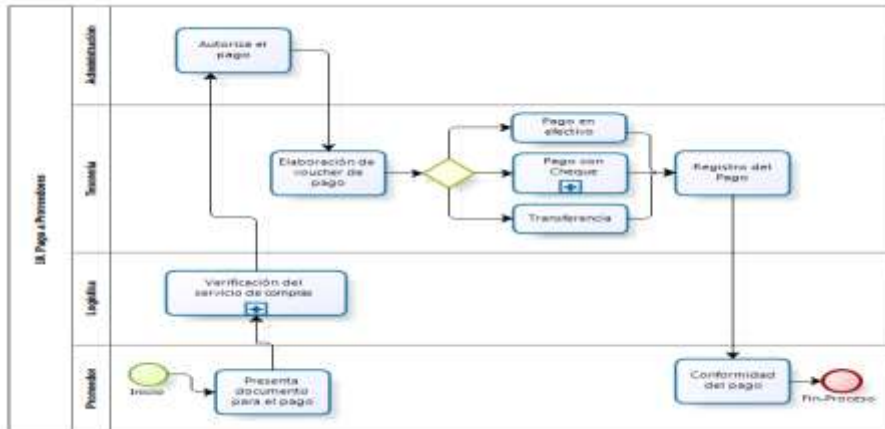 Pago a Proveedores
Administración
Autoriza el
pago
Tesorería
Elaboración de
voucher de
pago
Pago en
efectivo
Pago con
Cheque
Transferencia
Registro del
Pago
Logística
Verificación del
servicio de compras
Proveedor
Inicio
Presenta
documento
para el pago
Conformidad
del pago
Fin-Proceso